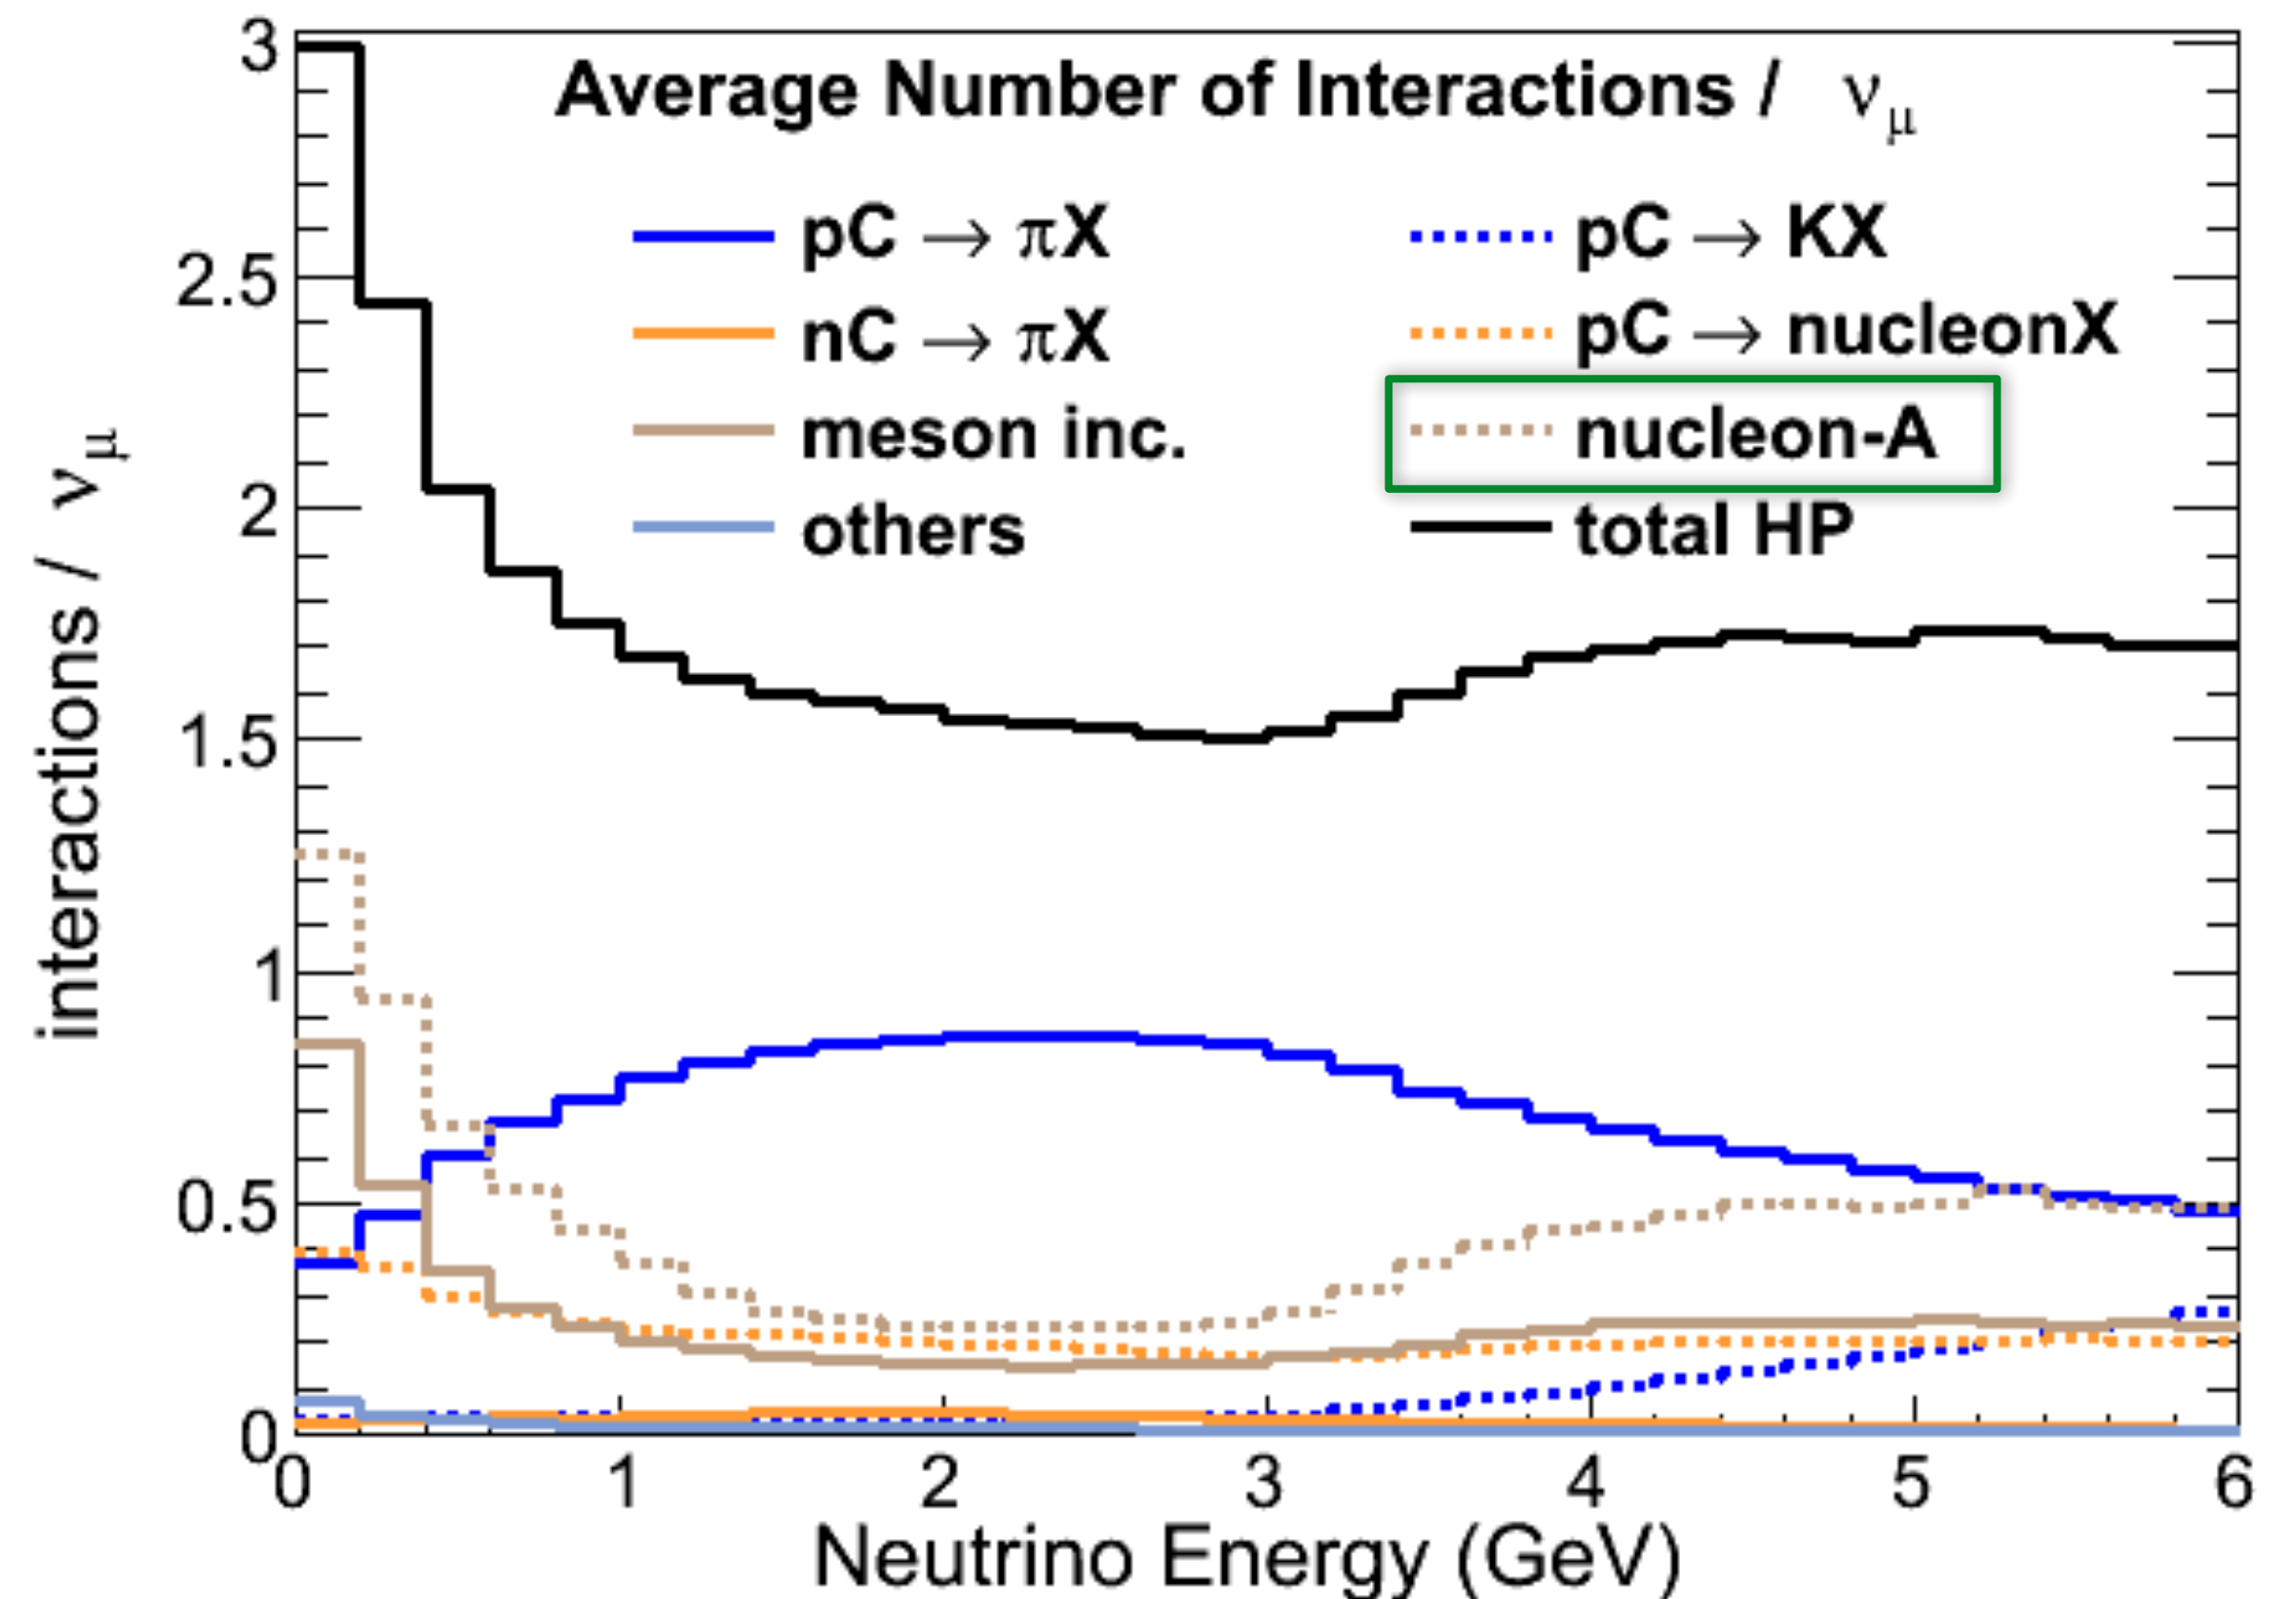 Average Number of Interactions / ν_μ
pC → πX
pC → KX
nC → πX
pC → nucleonX
meson inc.
nucleon-A
others
total HP
interactions / ν_μ
3
2.5
2
1.5
1
0.5
0
0 1 2 3 4 5 6
Neutrino Energy (GeV)